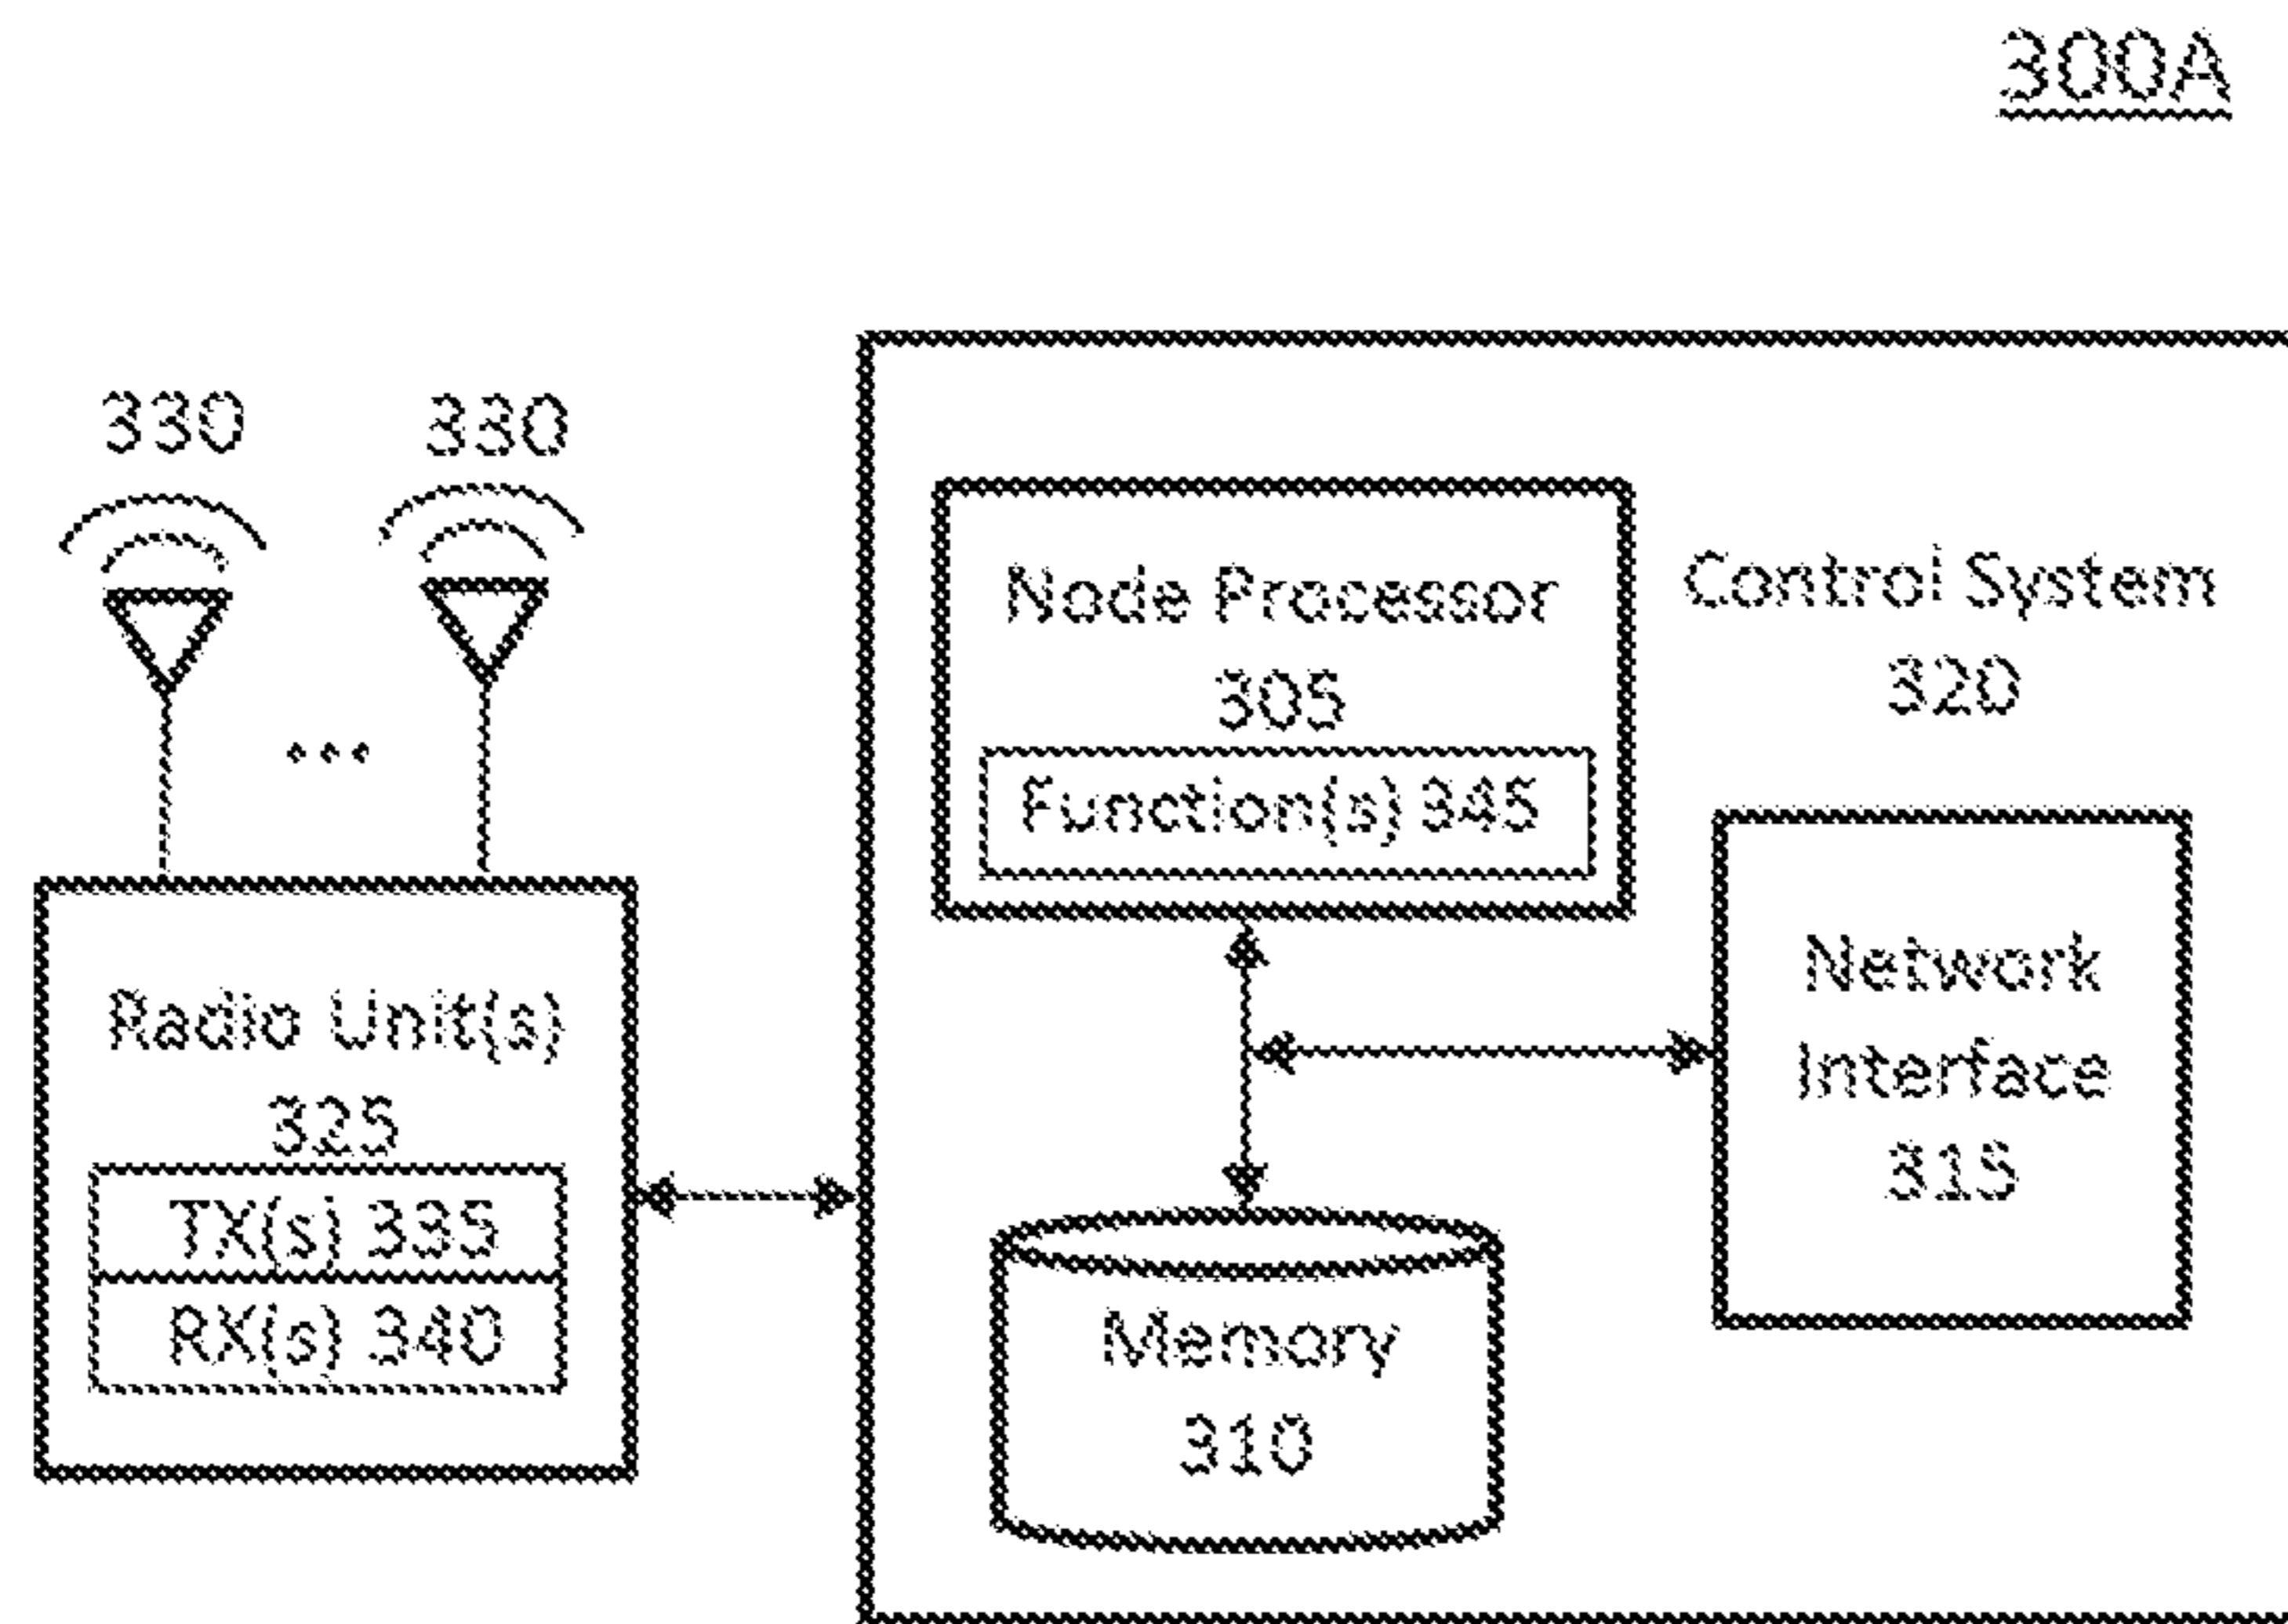 300A
330
330
Node Processor
305
Function(s) 345
Control System
320
Radio Unit(s)
325
TX(s) 335
RX(s) 340
Network
Interface
315
Memory
310